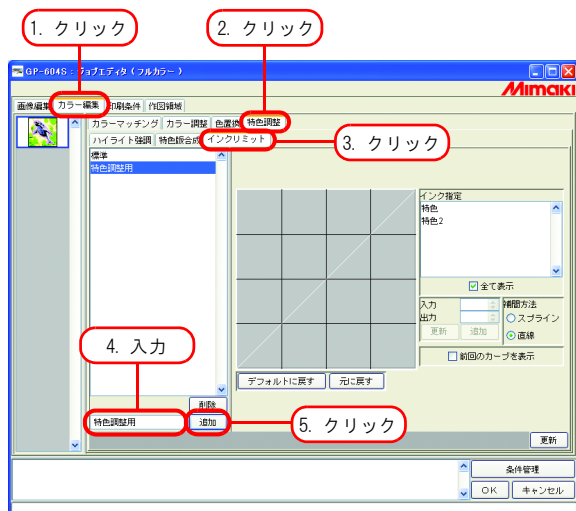 1. クリック
2. クリック
GP-604S : ジョブエディタ ( フルカラー )
Mimaki
画像編集 カラー編集 印刷条件 作図領域
カラーマッチング カラー調整 色置換 特色調整
ハイライト強調 特色版合成 インクリミット
3. クリック
標準
特色調整用
インク指定
特色
特色2
全て表示
入力
出力
更新 追加
補間方法
スプライン
直線
前回のカーブを表示
4. 入力
デフォルトに戻す 元に戻す
削除
特色調整用 追加
5. クリック
更新
条件管理
OK キャンセル